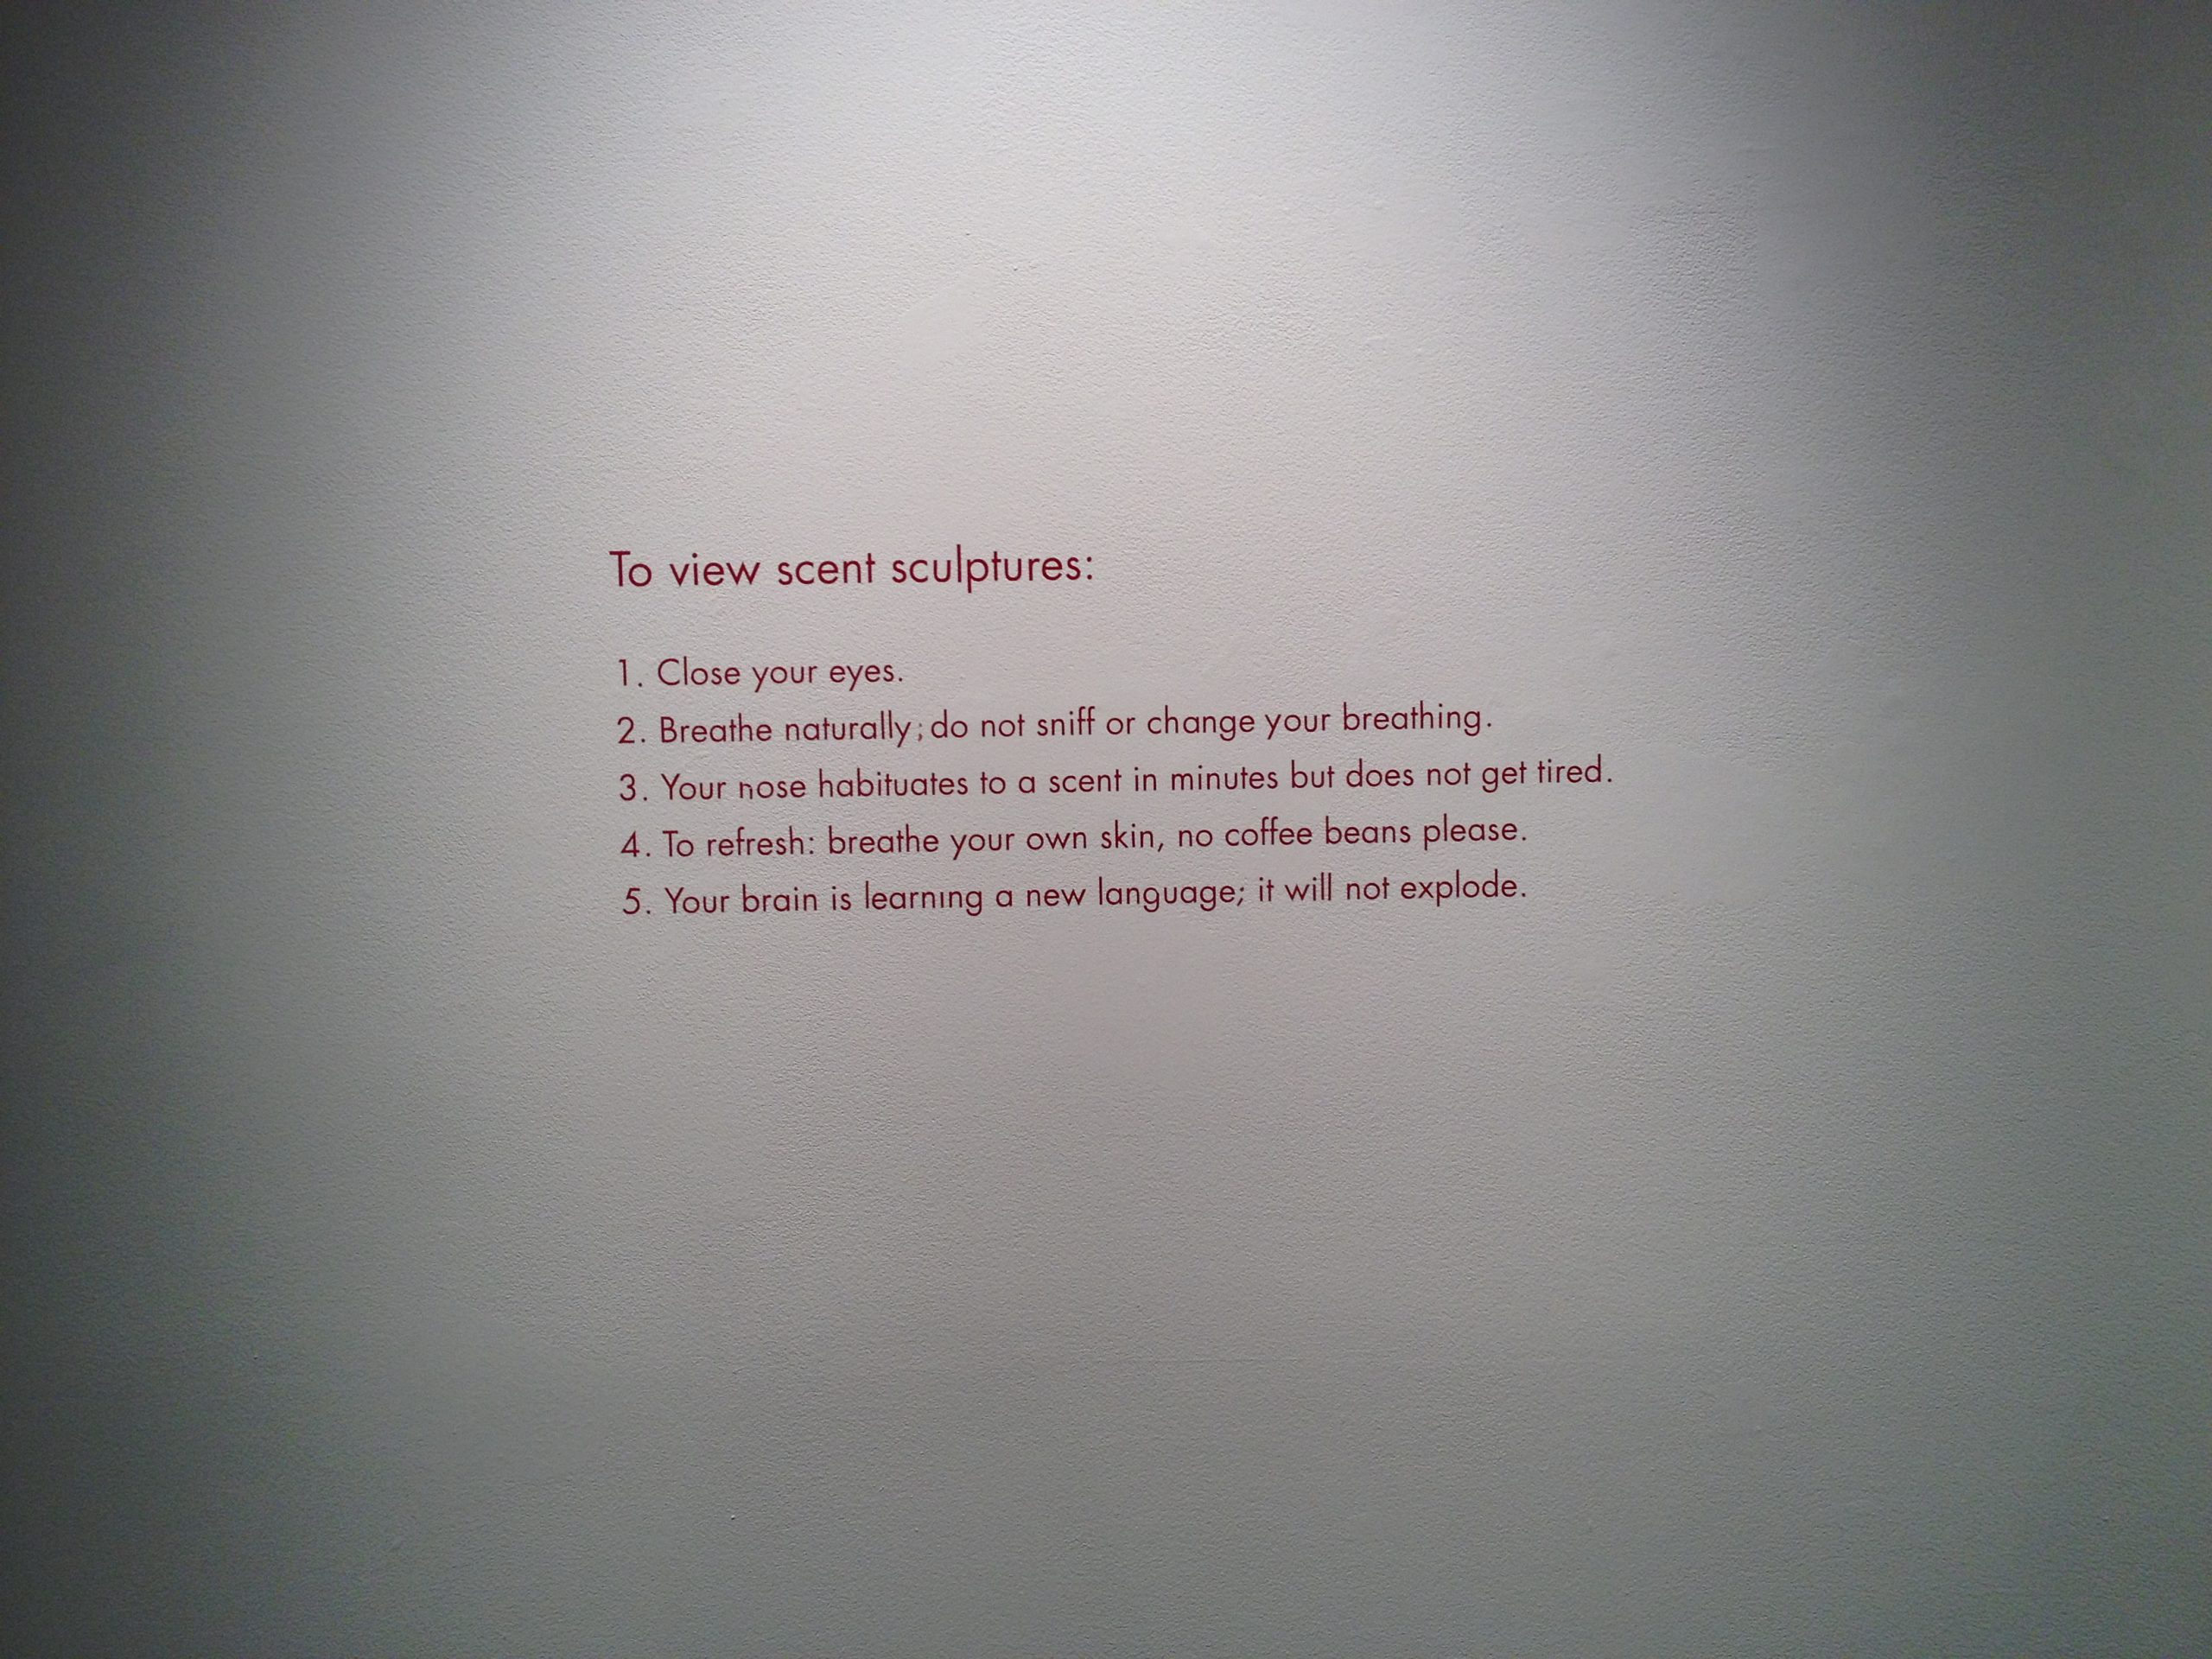 To view scent sculptures:
1. Close your eyes.
2. Breathe naturally; do not sniff or change your breathing.
3. Your nose habituates to a scent in minutes but does not get tired.
4. To refresh: breathe your own skin, no coffee beans please.
5. Your brain is learning a new language; it will not explode.